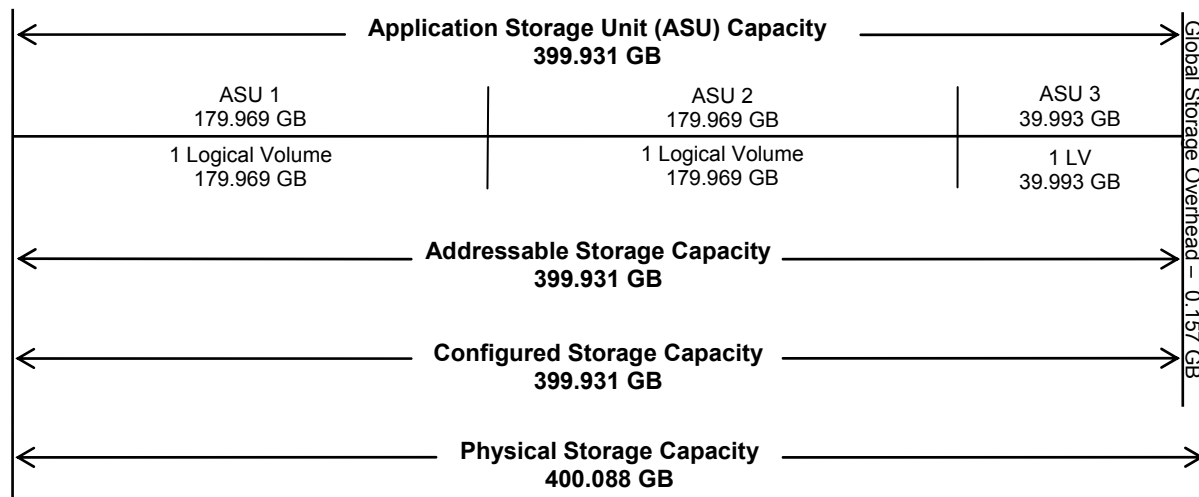 Application Storage Unit (ASU) Capacity
399.931 GB
ASU 1
179.969 GB
ASU 2
179.969 GB
ASU 3
39.993 GB
1 Logical Volume
179.969 GB
1 Logical Volume
179.969 GB
1 LV
39.993 GB
Addressable Storage Capacity
399.931 GB
Configured Storage Capacity
399.931 GB
Physical Storage Capacity
400.088 GB
Global Storage Overhead – 0.157 GB